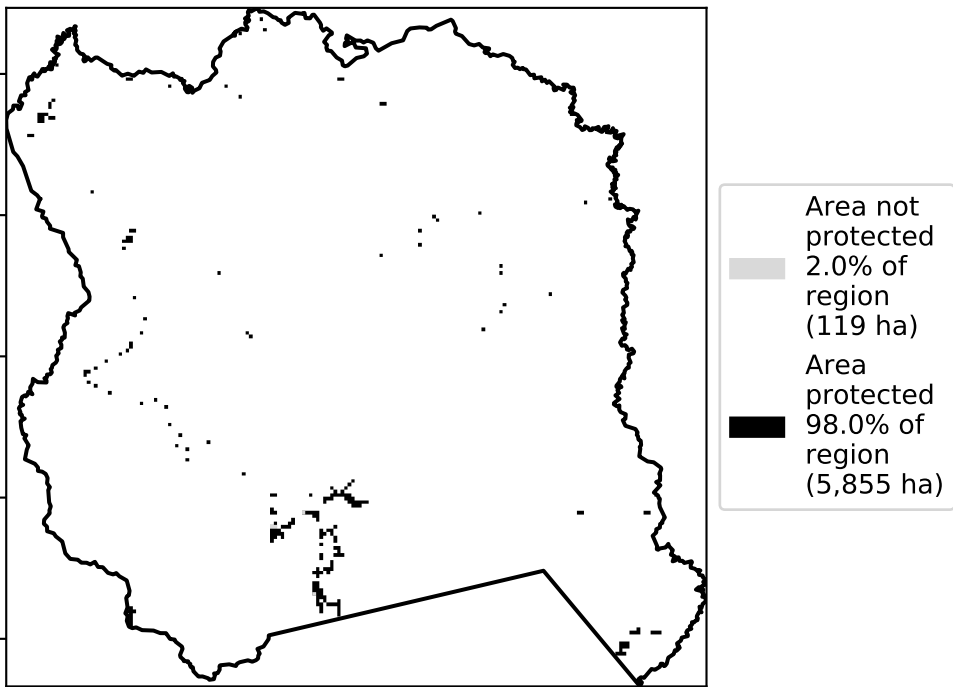 Area not
protected
2.0% of
region
(119 ha)
Area
protected
98.0% of
region
(5,855 ha)